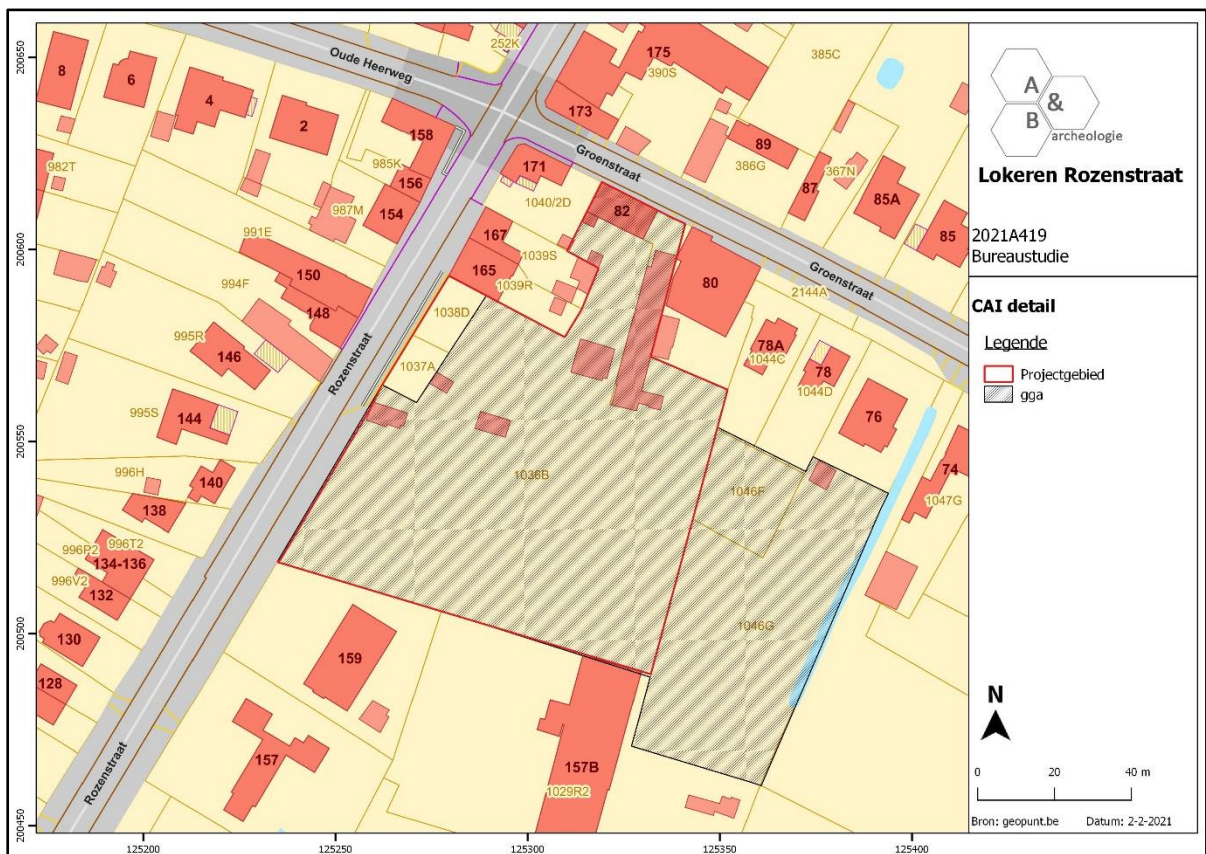 252K
175
390S
385C
200650
8
6
4
Oude Heerweg
2
158
173
Groenstraat
89
386G
367N
87
85A
85
982T
985K
156
171
154
987M
1040/2D
82
991E
167
1039S
200600
150
165
1039R
80
2144A
Groenstraat
994F
148
1038D
78A
1044C
78
1044D
995R
146
1037A
Rozenstraat
76
995S
144
200550
996H
140
1036B
1046F
74
1047G
138
996P2
996T2
134-136
996V2
132
130
159
1046G
200500
128
157
157B
1029R2
Rozenstraat
200450
125200
125250
125300
125350
125400
A
&
B
archeologie
Lokeren Rozenstraat
2021A419
Bureaustudie
CAI detail
Legende
Projectgebied
gga
N
0 20 40 m
Bron: geopunt.be Datum: 2-2-2021